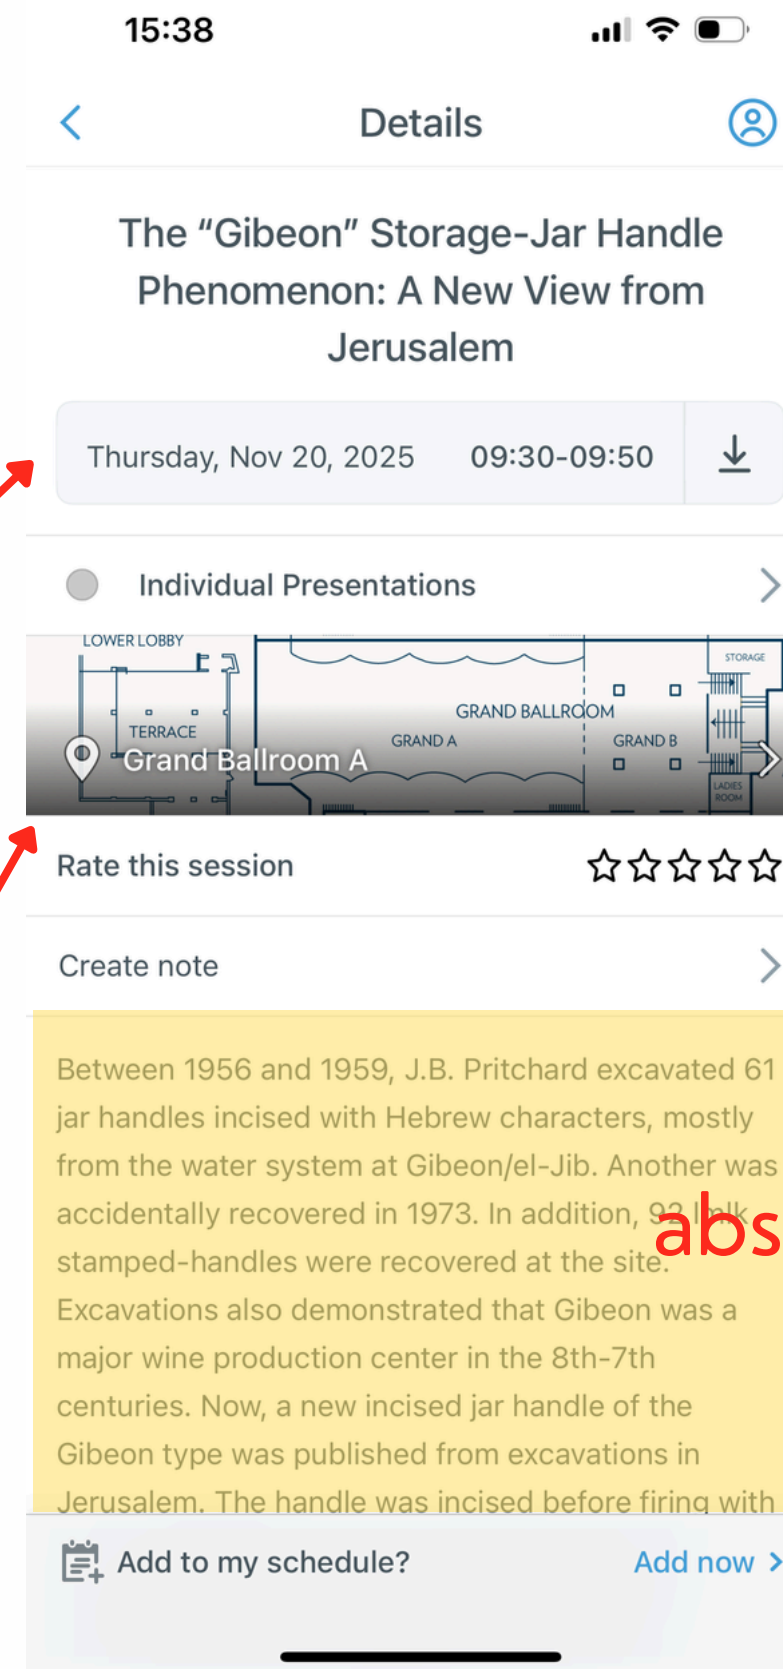 15:38
Details
The “Gibeon” Storage-Jar Handle
Phenomenon: A New View from
Jerusalem
Thursday, Nov 20, 2025 09:30-09:50
Individual Presentations
LOWER LOBBY
STORAGE
GRAND BALLROOM
TERRACE
GRAND A
GRAND B
Grand Ballroom A
LADIES
ROOM
Rate this session
Create note
Between 1956 and 1959, J.B. Pritchard excavated 61
jar handles incised with Hebrew characters, mostly
from the water system at Gibeon/el-Jib. Another was
accidentally recovered in 1973. In addition, 92 lmlk
abs
stamped-handles were recovered at the site.
Excavations also demonstrated that Gibeon was a
major wine production center in the 8th-7th
centuries. Now, a new incised jar handle of the
Gibeon type was published from excavations in
Jerusalem. The handle was incised before firing with
Add to my schedule? Add now